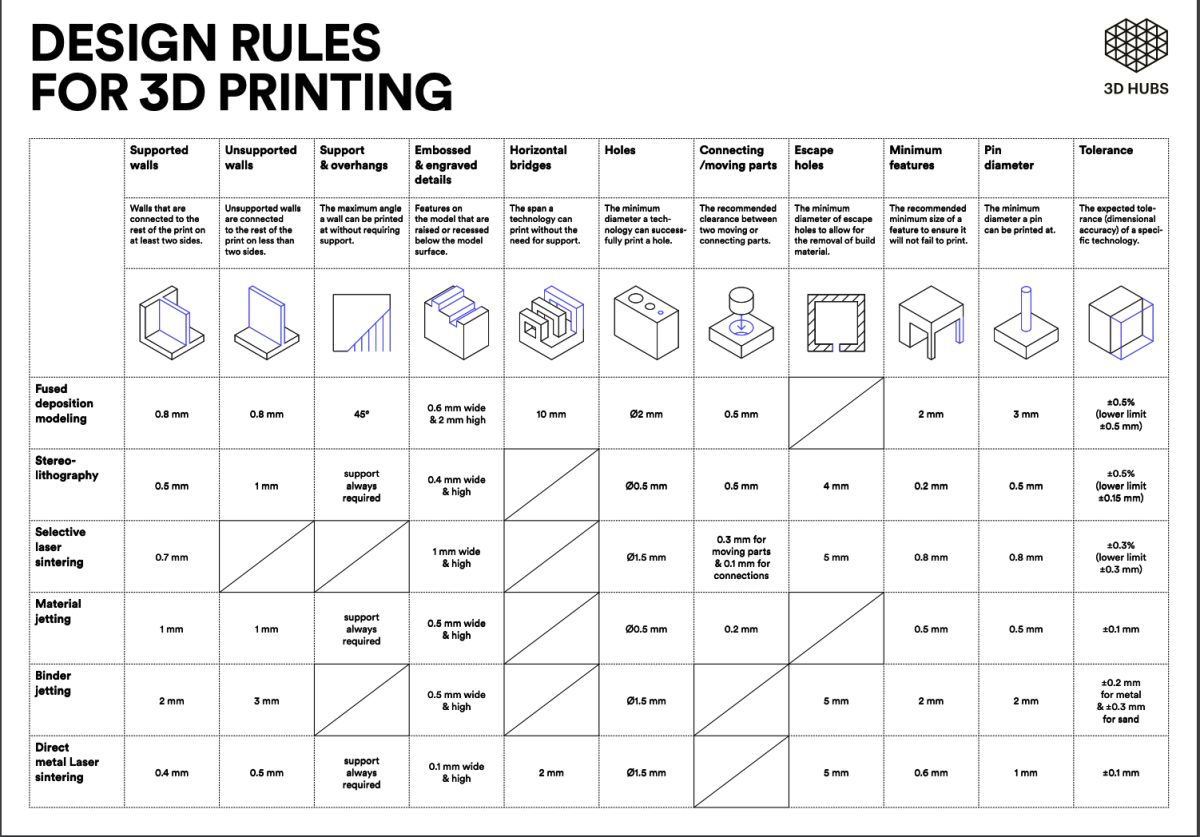 DESIGN RULES
FOR 3D PRINTING
3D HUBS
Supported
walls
Unsupported
walls
Support
& overhangs
Embossed
& engraved
details
Horizontal
bridges
Holes
Connecting
/moving parts
Escape
holes
Minimum
features
Pin
diameter
Tolerance
Walls that are
connected to the
rest of the print on
at least two sides.
Unsupported walls
are connected
to the rest of the
print on less than
two sides.
The maximum angle
a wall can be printed
at without requiring
support.
Features on
the model that are
raised or recessed
below the model
surface.
The span a
technology can
print without the
need for support.
The minimum
diameter a tech-
nology can success-
fully print a hole.
The recommended
clearance between
two moving or
connecting parts.
The minimum
diameter of escape
holes to allow for
the removal of build
material.
The recommended
minimum size of a
feature to ensure it
will not fail to print.
The minimum
diameter a pin
can be printed at.
The expected tole-
rance (dimensional
accuracy) of a speci-
fic technology.
Fused
deposition
modeling
0.8 mm
0.8 mm
45°
0.6 mm wide
& 2 mm high
10 mm
Ø2 mm
0.5 mm
2 mm
3 mm
±0.5%
(lower limit
±0.5 mm)
Stereo-
lithography
0.5 mm
1 mm
support
always
required
0.4 mm wide
& high
Ø0.5 mm
0.5 mm
4 mm
0.2 mm
0.5 mm
±0.5%
(lower limit
±0.15 mm)
Selective
laser
sintering
0.7 mm
1 mm wide
& high
Ø1.5 mm
0.3 mm for
moving parts
& 0.1 mm for
connections
5 mm
0.8 mm
0.8 mm
±0.3%
(lower limit
±0.3 mm)
Material
jetting
1 mm
1 mm
support
always
required
0.5 mm wide
& high
Ø0.5 mm
0.2 mm
0.5 mm
0.5 mm
±0.1 mm
Binder
jetting
2 mm
3 mm
0.5 mm wide
& high
Ø1.5 mm
5 mm
2 mm
2 mm
±0.2 mm
for metal
& ±0.3 mm
for sand
Direct
metal Laser
sintering
0.4 mm
0.5 mm
support
always
required
0.1 mm wide
& high
2 mm
Ø1.5 mm
5 mm
0.6 mm
1 mm
±0.1 mm